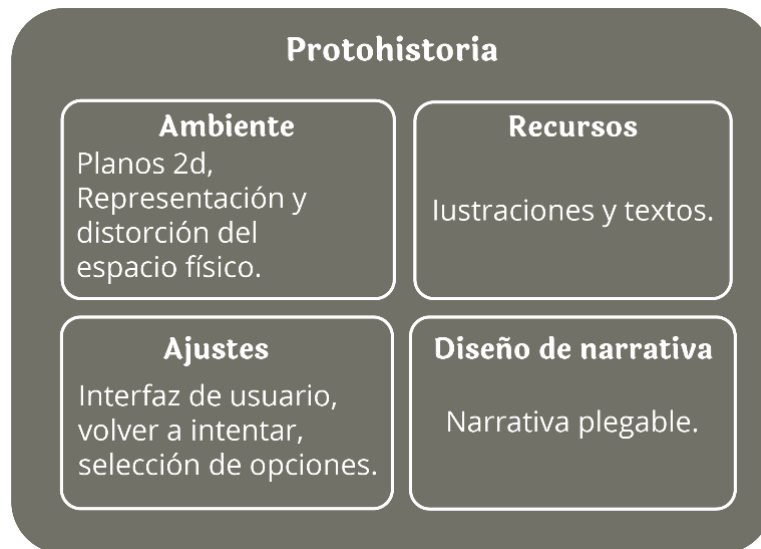 Protohistoria
Ambiente
Planos 2d,
Representación y
distorción del
espacio físico.
Recursos
lustraciones y textos.
Ajustes
Interfaz de usuario,
volver a intentar,
selección de opciones.
Diseño de narrativa
Narrativa plegable.